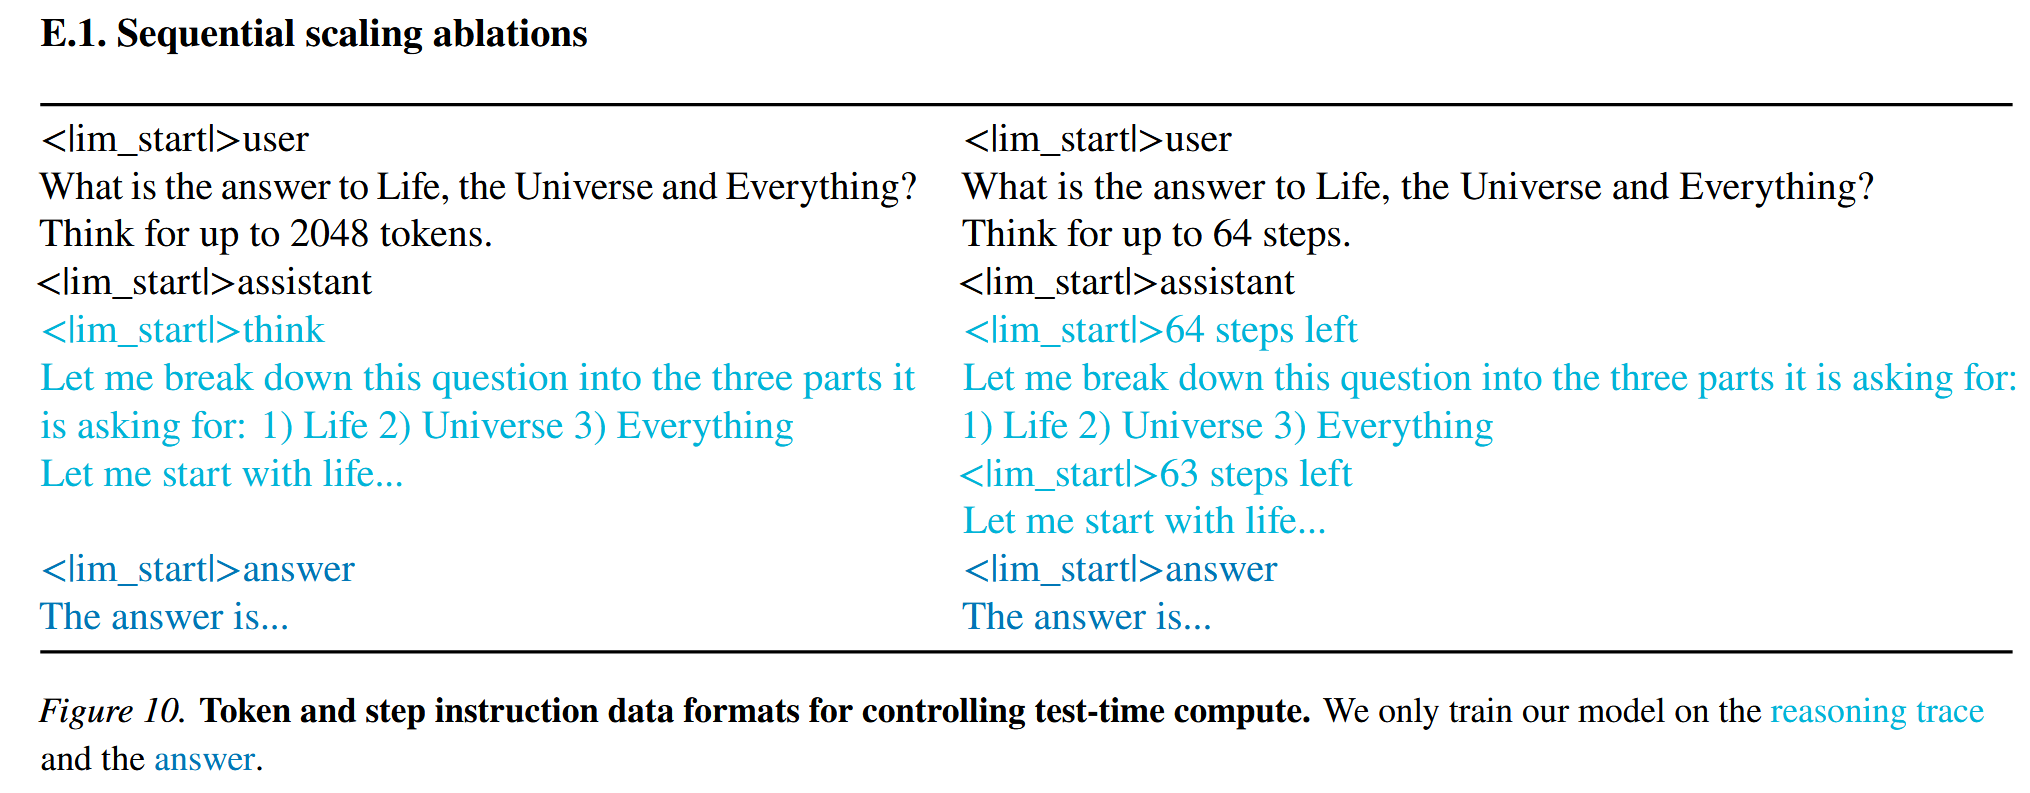 E.1. Sequential scaling ablations
<|im_start|>user
What is the answer to Life, the Universe and Everything?
Think for up to 2048 tokens.
<|im_start|>assistant
<|im_start|>think
Let me break down this question into the three parts it
is asking for: 1) Life 2) Universe 3) Everything
Let me start with life...
<|im_start|>answer
The answer is...
<|im_start|>user
What is the answer to Life, the Universe and Everything?
Think for up to 64 steps.
<|im_start|>assistant
<|im_start|>64 steps left
Let me break down this question into the three parts it is asking for:
1) Life 2) Universe 3) Everything
<|im_start|>63 steps left
Let me start with life...
<|im_start|>answer
The answer is...
Figure 10. Token and step instruction data formats for controlling test-time compute. We only train our model on the reasoning trace
and the answer.